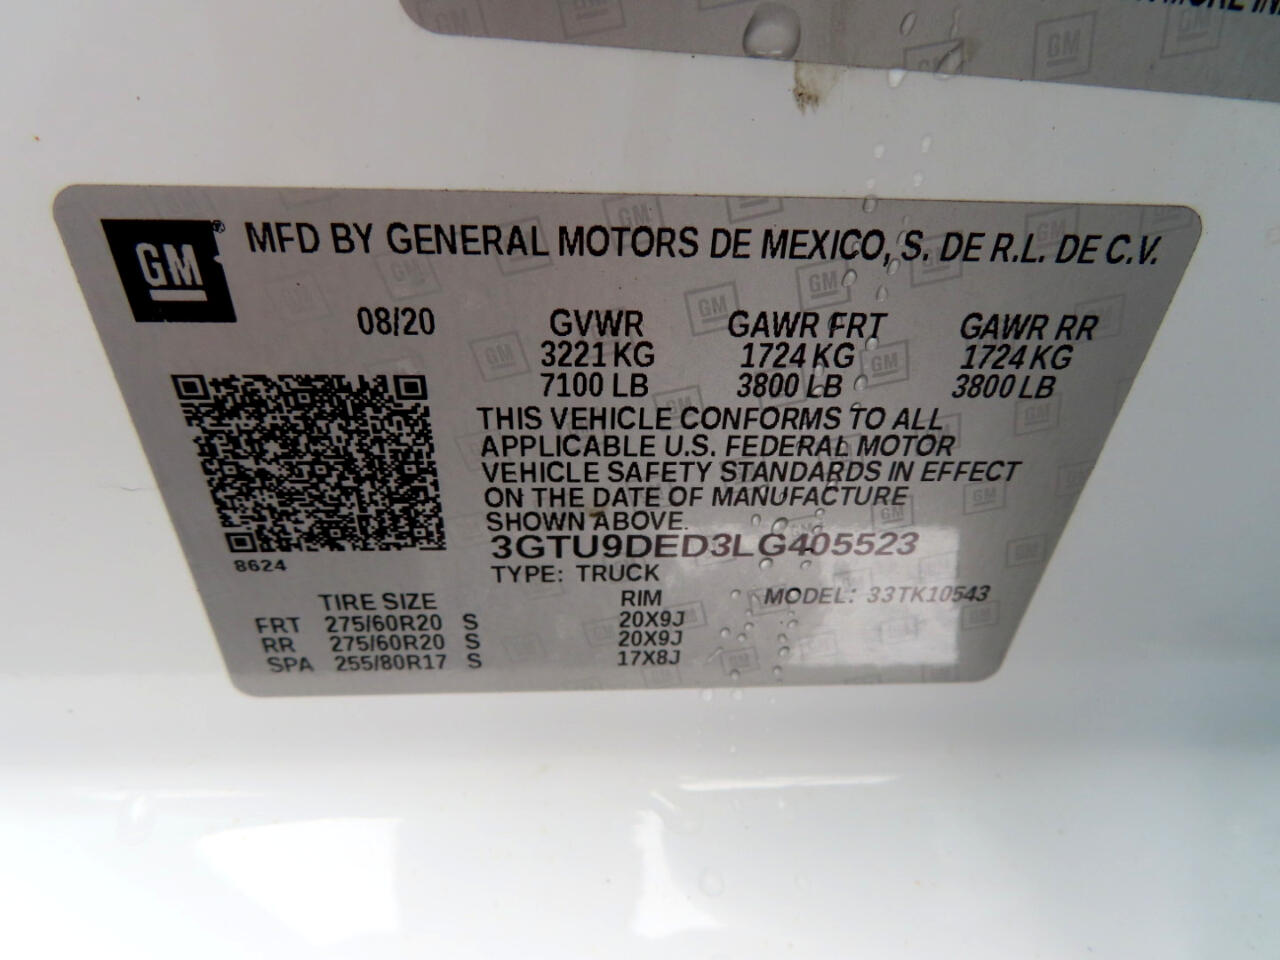 MFD BY GENERAL MOTORS DE MEXICO, S. DE R.L. DE C.V.
GM®
08/20 GVWR GAWR FRT GAWR RR
3221 KG 1724 KG 1724 KG
7100 LB 3800 LB 3800 LB
THIS VEHICLE CONFORMS TO ALL
APPLICABLE U.S. FEDERAL MOTOR
VEHICLE SAFETY STANDARDS IN EFFECT
ON THE DATE OF MANUFACTURE
SHOWN ABOVE.
3GTU9DED3LG405523
8624
TYPE: TRUCK
TIRE SIZE RIM MODEL: 33TK10543
FRT 275/60R20 S 20X9J
RR 275/60R20 S 20X9J
SPA 255/80R17 S 17X8J